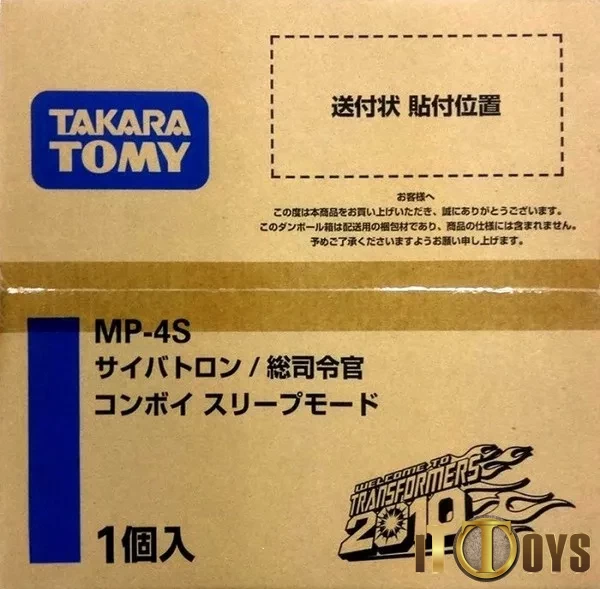 TAKARA
TOMY
送付状 貼付位置
お客様へ
この度は本商品をお買い上げいただき、誠にありがとうございます。
このダンボール箱は配送用の梱包材であり、商品の仕様には含まれません。
予めご了承くださいますようお願い申し上げます。
MP-4S
サイバトロン / 総司令官
コンボイ スリープモード
1個入
WELCOME TO
TRANSFORMERS
2010
TOYS